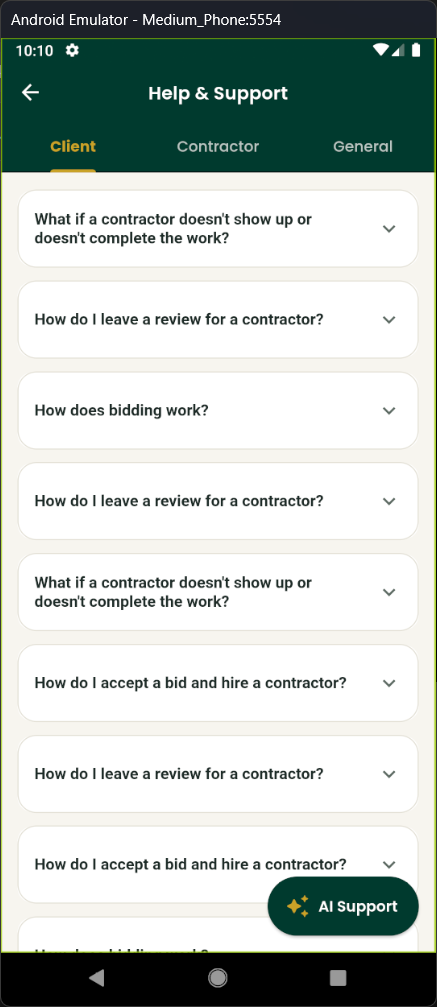 Android Emulator - Medium_Phone:5554
10:10
Help & Support
Client Contractor General
What if a contractor doesn't show up or
doesn't complete the work?
How do I leave a review for a contractor?
How does bidding work?
How do I leave a review for a contractor?
What if a contractor doesn't show up or
doesn't complete the work?
How do I accept a bid and hire a contractor?
How do I leave a review for a contractor?
How do I accept a bid and hire a contractor?
AI Support